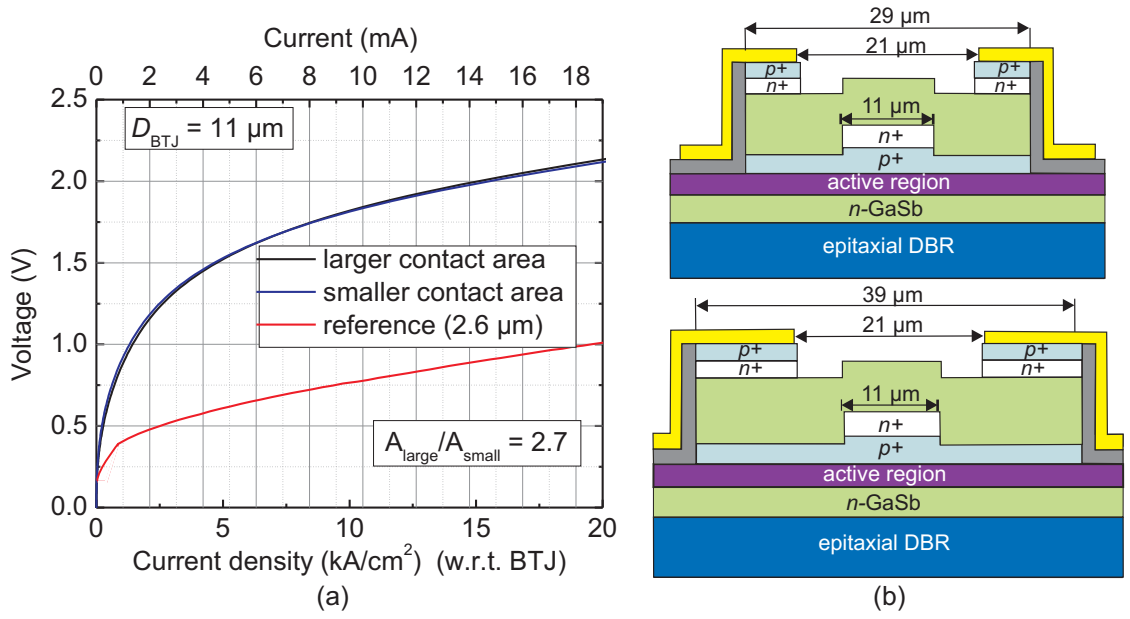 Current (mA)
0 2 4 6 8 10 12 14 16 18
2.5
2.0
1.5
1.0
0.5
0.0
Voltage (V)
D_BTJ = 11 µm
larger contact area
smaller contact area
reference (2.6 µm)
A_large/A_small = 2.7
0 5 10 15 20
Current density (kA/cm²) (w.r.t. BTJ)
(a)
29 µm
21 µm
p+ p+
n+ n+
11 µm
n+
p+
active region
n-GaSb
epitaxial DBR
39 µm
21 µm
p+ p+
n+ n+
11 µm
n+
p+
active region
n-GaSb
epitaxial DBR
(b)